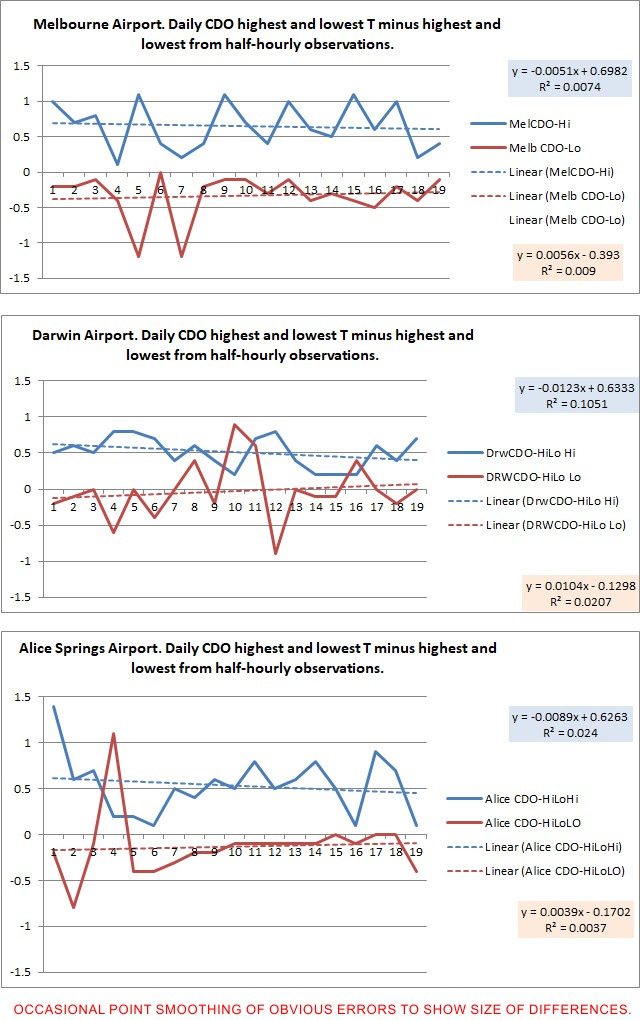 Melbourne Airport. Daily CDO highest and lowest T minus highest and
lowest from half-hourly observations.
1.5
1
0.5
0
-0.5
-1
-1.5
1 2 3 4 5 6 7 8 9 10 11 12 13 14 15 16 17 18 19
y = -0.0051x + 0.6982
R² = 0.0074
MelCDO-Hi
Melb CDO-Lo
Linear (MelCDO-Hi)
Linear (Melb CDO-Lo)
Linear (Melb CDO-Lo)
y = 0.0056x - 0.393
R² = 0.009
Darwin Airport. Daily CDO highest and lowest T minus highest and
lowest from half-hourly observations.
1.5
1
0.5
0
-0.5
-1
-1.5
1 2 3 4 5 6 7 8 9 10 11 12 13 14 15 16 17 18 19
y = -0.0123x + 0.6333
R² = 0.1051
DrwCDO-HiLo Hi
DRWCDO-HiLo Lo
Linear (DrwCDO-HiLo Hi)
Linear (DRWCDO-HiLo Lo)
y = 0.0104x - 0.1298
R² = 0.0207
Alice Springs Airport. Daily CDO highest and lowest T minus highest and
lowest from half-hourly observations.
1.5
1
0.5
0
-0.5
-1
-1.5
1 2 3 4 5 6 7 8 9 10 11 12 13 14 15 16 17 18 19
y = -0.0089x + 0.6263
R² = 0.024
Alice CDO-HiLoHi
Alice CDO-HiLoLO
Linear (Alice CDO-HiLoHi)
Linear (Alice CDO-HiLoLO)
y = 0.0039x - 0.1702
R² = 0.0037
OCCASIONAL POINT SMOOTHING OF OBVIOUS ERRORS TO SHOW SIZE OF DIFFERENCES.